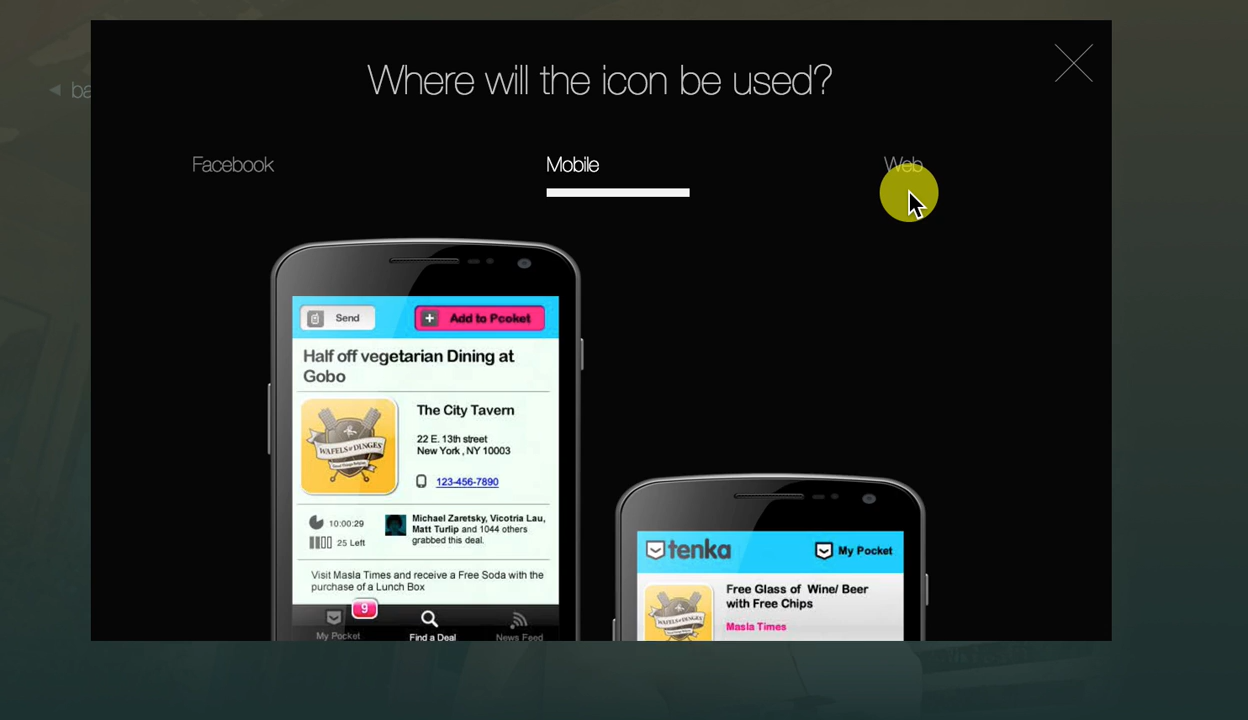 Where will the icon be used?
ba
Facebook
Mobile
Web
Send
Add to Pcoket
Half off vegetarian Dining at
Gobo
The City Tavern
22 E. 13th street
New York , NY 10003
123-456-7890
WAFELS & DINGES
10:00:29
25 Left
Michael Zaretsky, Vicotria Lau,
Matt Turlip and 1044 others
grabbed this deal.
Visit Masla Times and receive a Free Soda with the
purchase of a Lunch Box
9
My Pocket
Find a Deal
News Feed
tenka
My Pocket
Free Glass of Wine/ Beer
with Free Chips
Masla Times